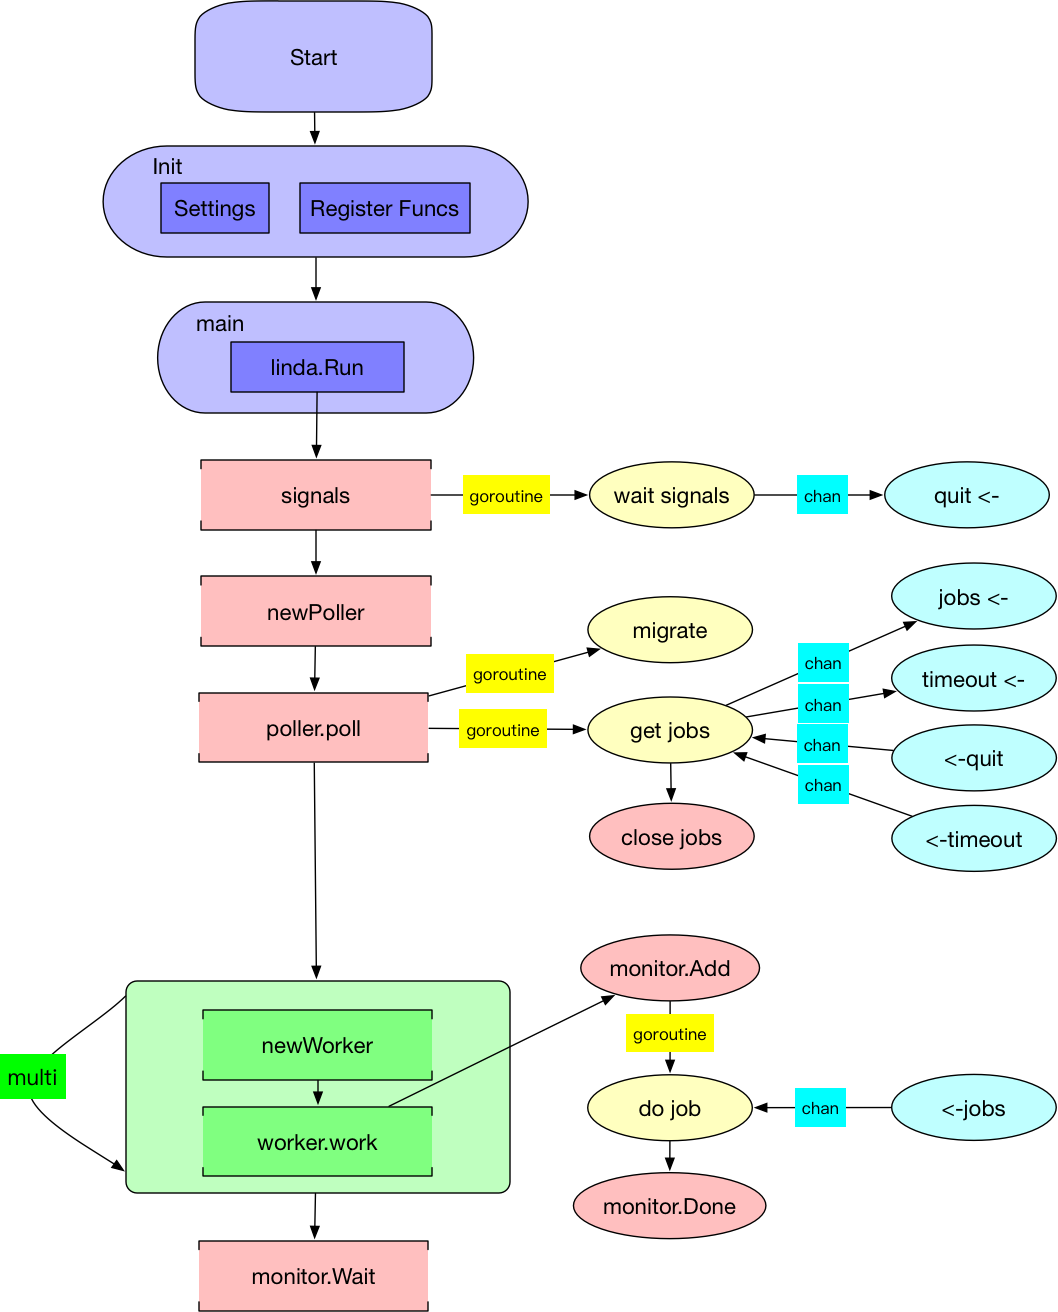 Start
Init
Settings
Register Funcs
main
linda.Run
signals
goroutine
wait signals
chan
quit <-
newPoller
migrate
goroutine
jobs <-
chan
timeout <-
chan
poller.poll
goroutine
get jobs
chan
<-quit
chan
close jobs
<-timeout
monitor.Add
goroutine
newWorker
multi
do job
chan
<-jobs
worker.work
monitor.Done
monitor.Wait